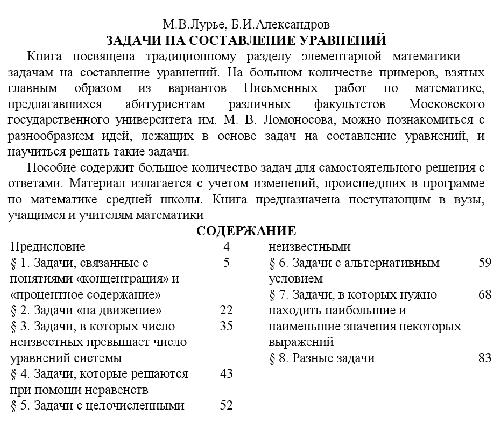 М.В.Лурье, Б.И.Александров
ЗАДАЧИ НА СОСТАВЛЕНИЕ УРАВНЕНИЙ
Книга посвящена традиционному разделу элементарной математики
задачам на составление уравнений. На большом количестве примеров, взятых
главным образом из вариантов Письменных работ по математике,
предлагавшихся абитуриентам различных факультетов Московского
государственного университета им. М. В. Ломоносова, можно познакомиться с
разнообразием идей, лежащих в основе задач на составление уравнений, и
научиться решать такие задачи.
Пособие содержит большое количество задач для самостоятельного решения с
ответами. Материал излагается с учетом изменений, происшедших в программе
по математике средней школы. Книга предназначена поступающим в вузы,
учащимся и учителям математики
СОДЕРЖАНИЕ
Предисловие 4
§ 1. Задачи, связанные с 5
понятиями «концентрация» и
«процентное содержание»
§ 2. Задачи «на движение» 22
§ 3. Задачи, в которых число 35
неизвестных превышает число
уравнений системы
§ 4. Задачи, которые решаются 43
при помощи неравенств
§ 5. Задачи с целочисленными 52
неизвестными
§ 6. Задачи с альтернативным 59
условием
§ 7. Задачи, в которых нужно 68
находить наибольшие и
наименьшие значения некоторых
выражений
§ 8. Разные задачи 83